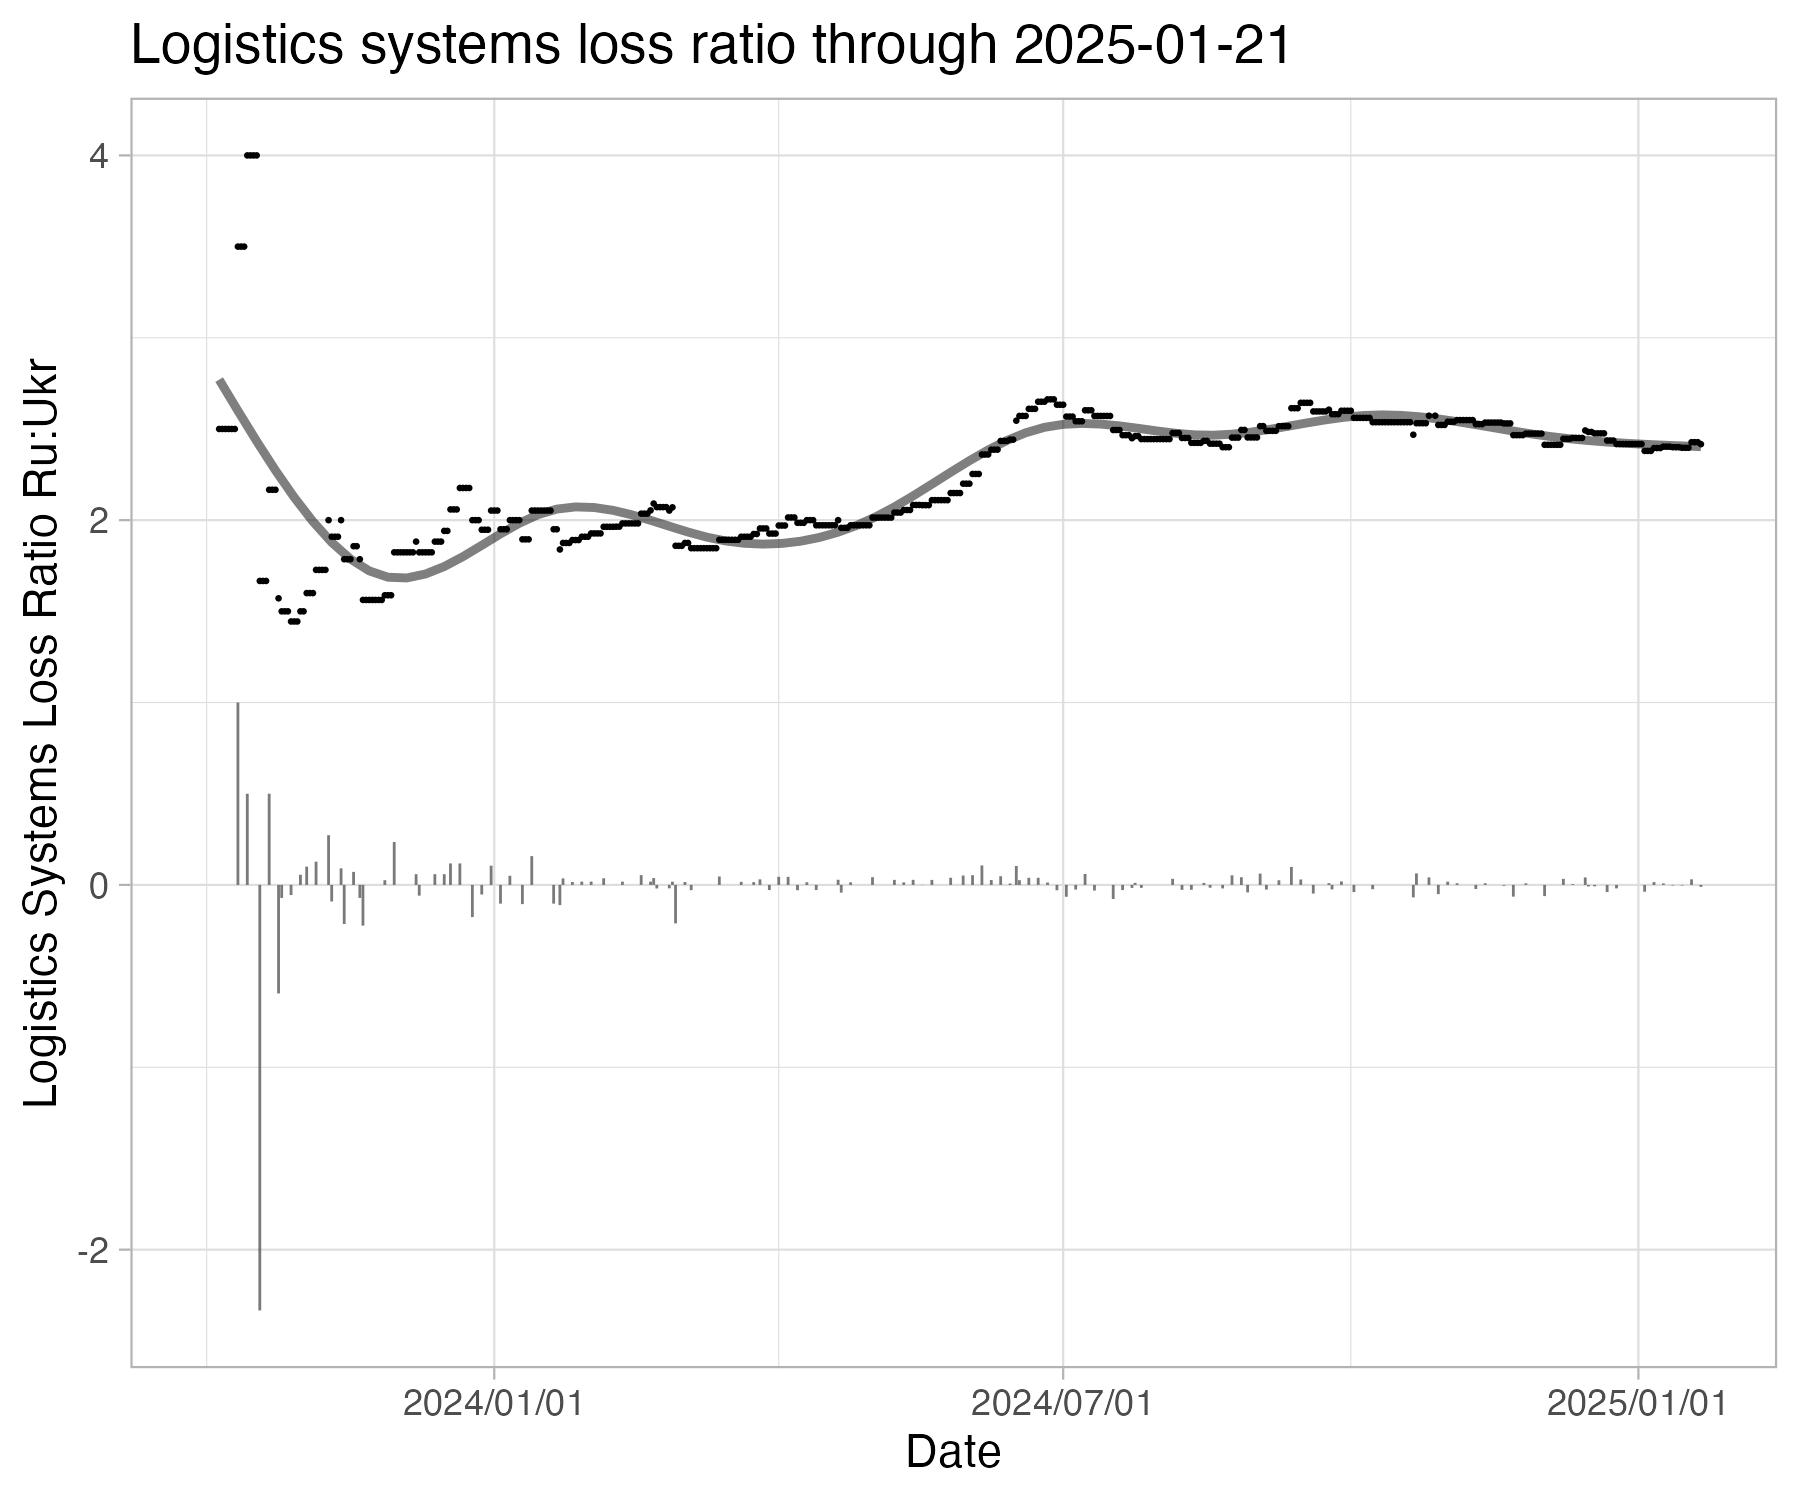 Logistics systems loss ratio through 2025-01-21
Logistics Systems Loss Ratio Ru:Ukr
4
2
0
-2
2024/01/01
2024/07/01
2025/01/01
Date